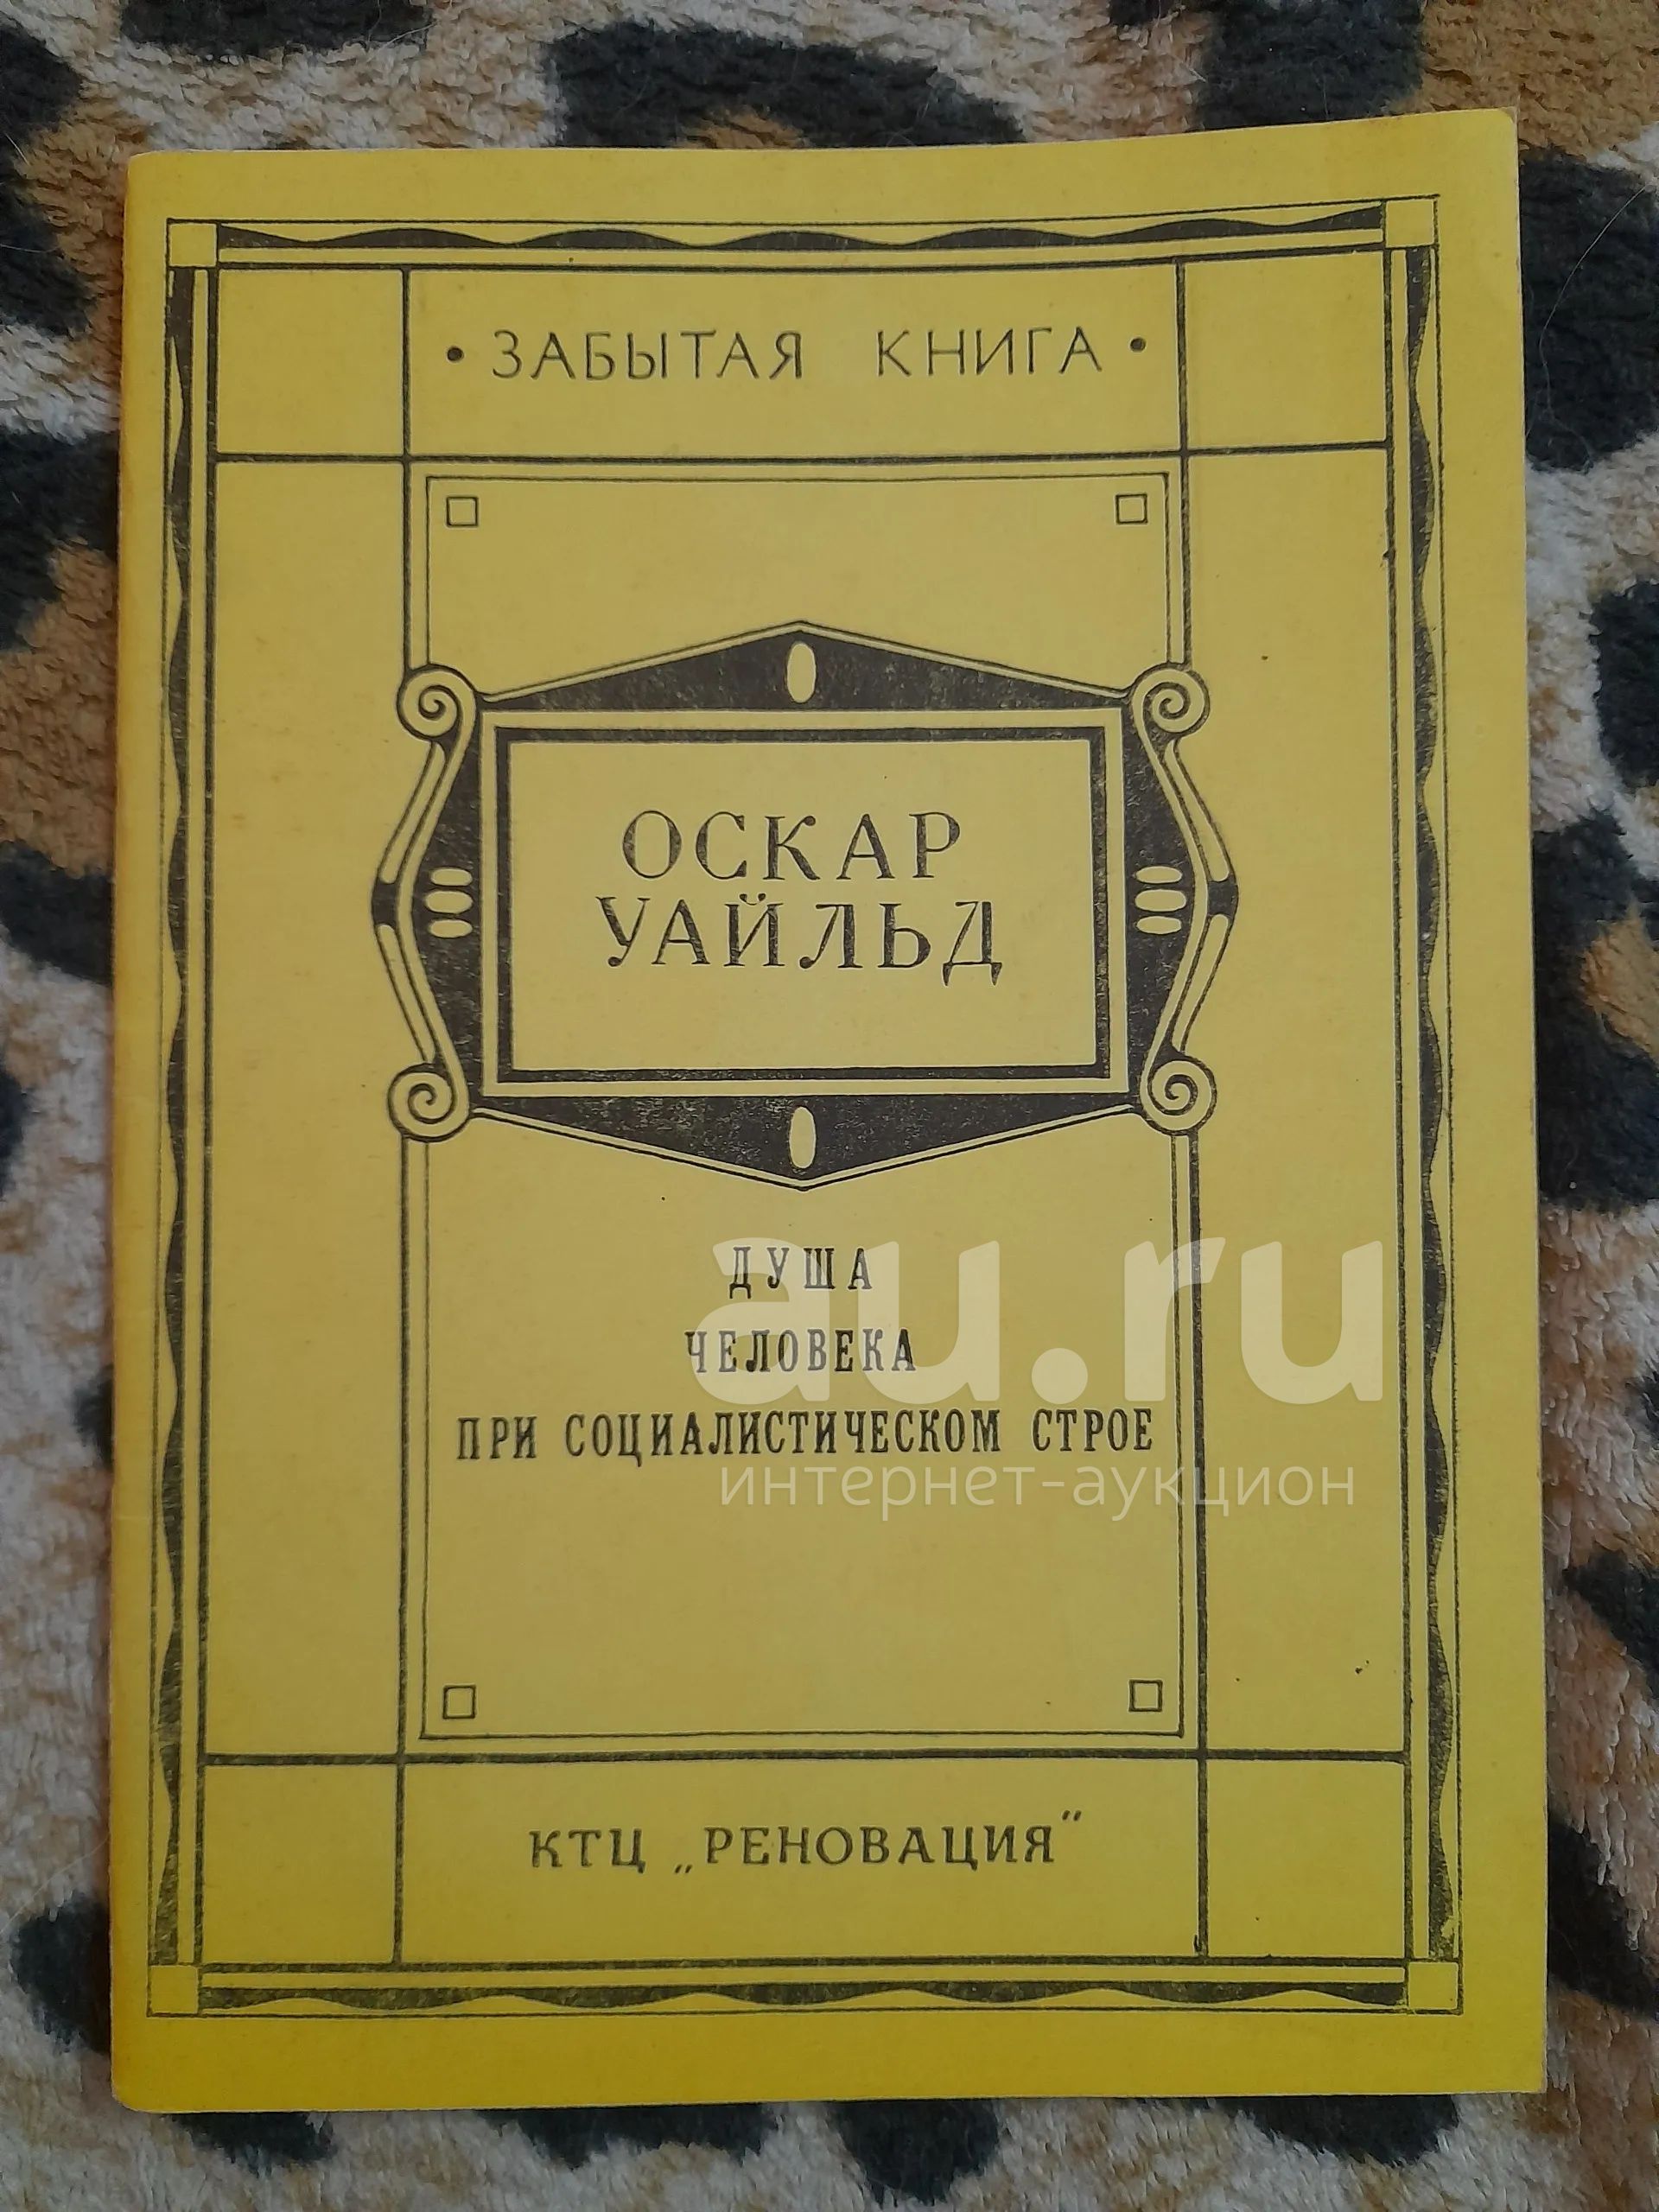 • ЗАБЫТАЯ КНИГА •
ОСКАР
УАЙЛЬД
ДУША
ЧЕЛОВЕКА
ПРИ СОЦИАЛИСТИЧЕСКОМ СТРОЕ
au.ru
интернет-аукцион
КТЦ „РЕНОВАЦИЯ"